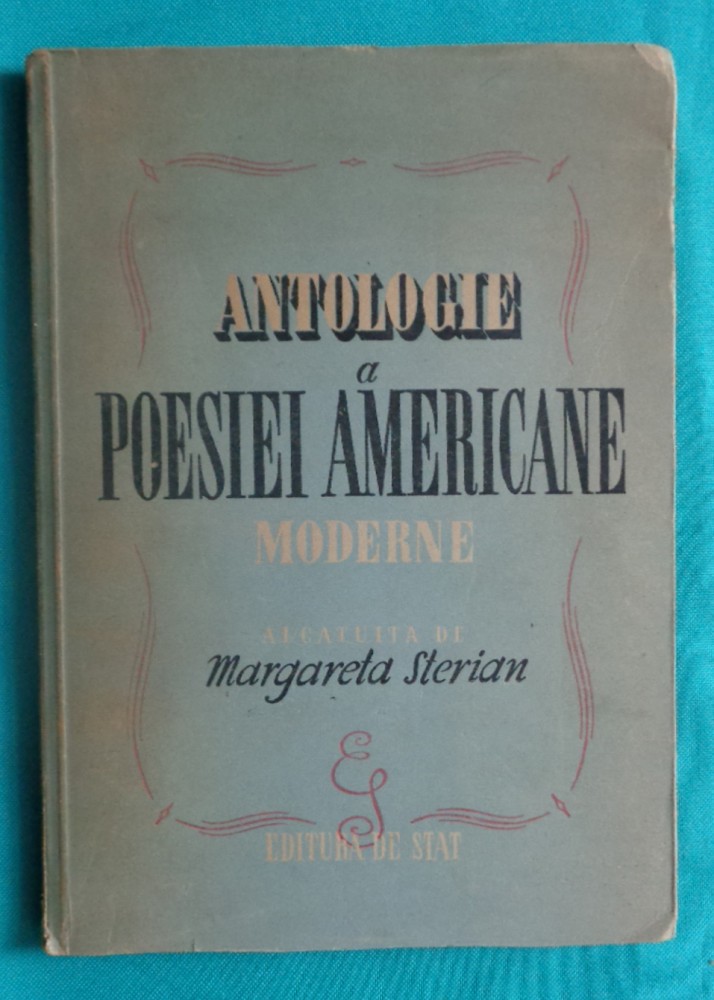 ANTOLOGIE
a
POESIEI AMERICANE
MODERNE
ALCATUITA DE
Margareta Sterian
ES
EDITURA DE STAT